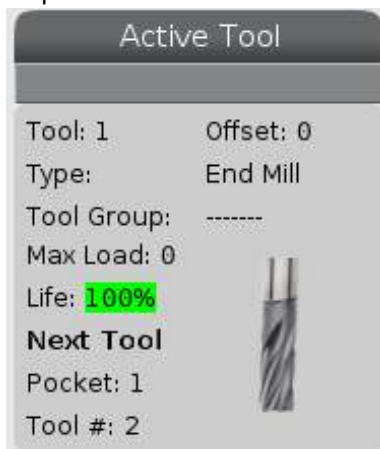 Active Tool
Tool: 1 Offset: 0
Type: End Mill
Tool Group: -------
Max Load: 0
Life: 100%
Next Tool
Pocket: 1
Tool #: 2